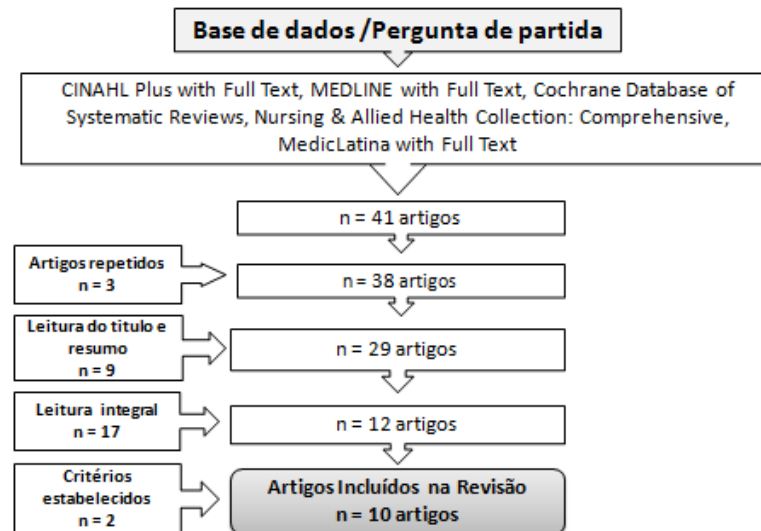 Base de dados /Pergunta de partida
CINAHL Plus with Full Text, MEDLINE with Full Text, Cochrane Database of
Systematic Reviews, Nursing & Allied Health Collection: Comprehensive,
MedicLatina with Full Text
n = 41 artigos
Artigos repetidos
n = 3
n = 38 artigos
Leitura do titulo e
resumo
n = 9
n = 29 artigos
Leitura integral
n = 17
n = 12 artigos
Critérios
estabelecidos
n = 2
Artigos Incluídos na Revisão
n = 10 artigos